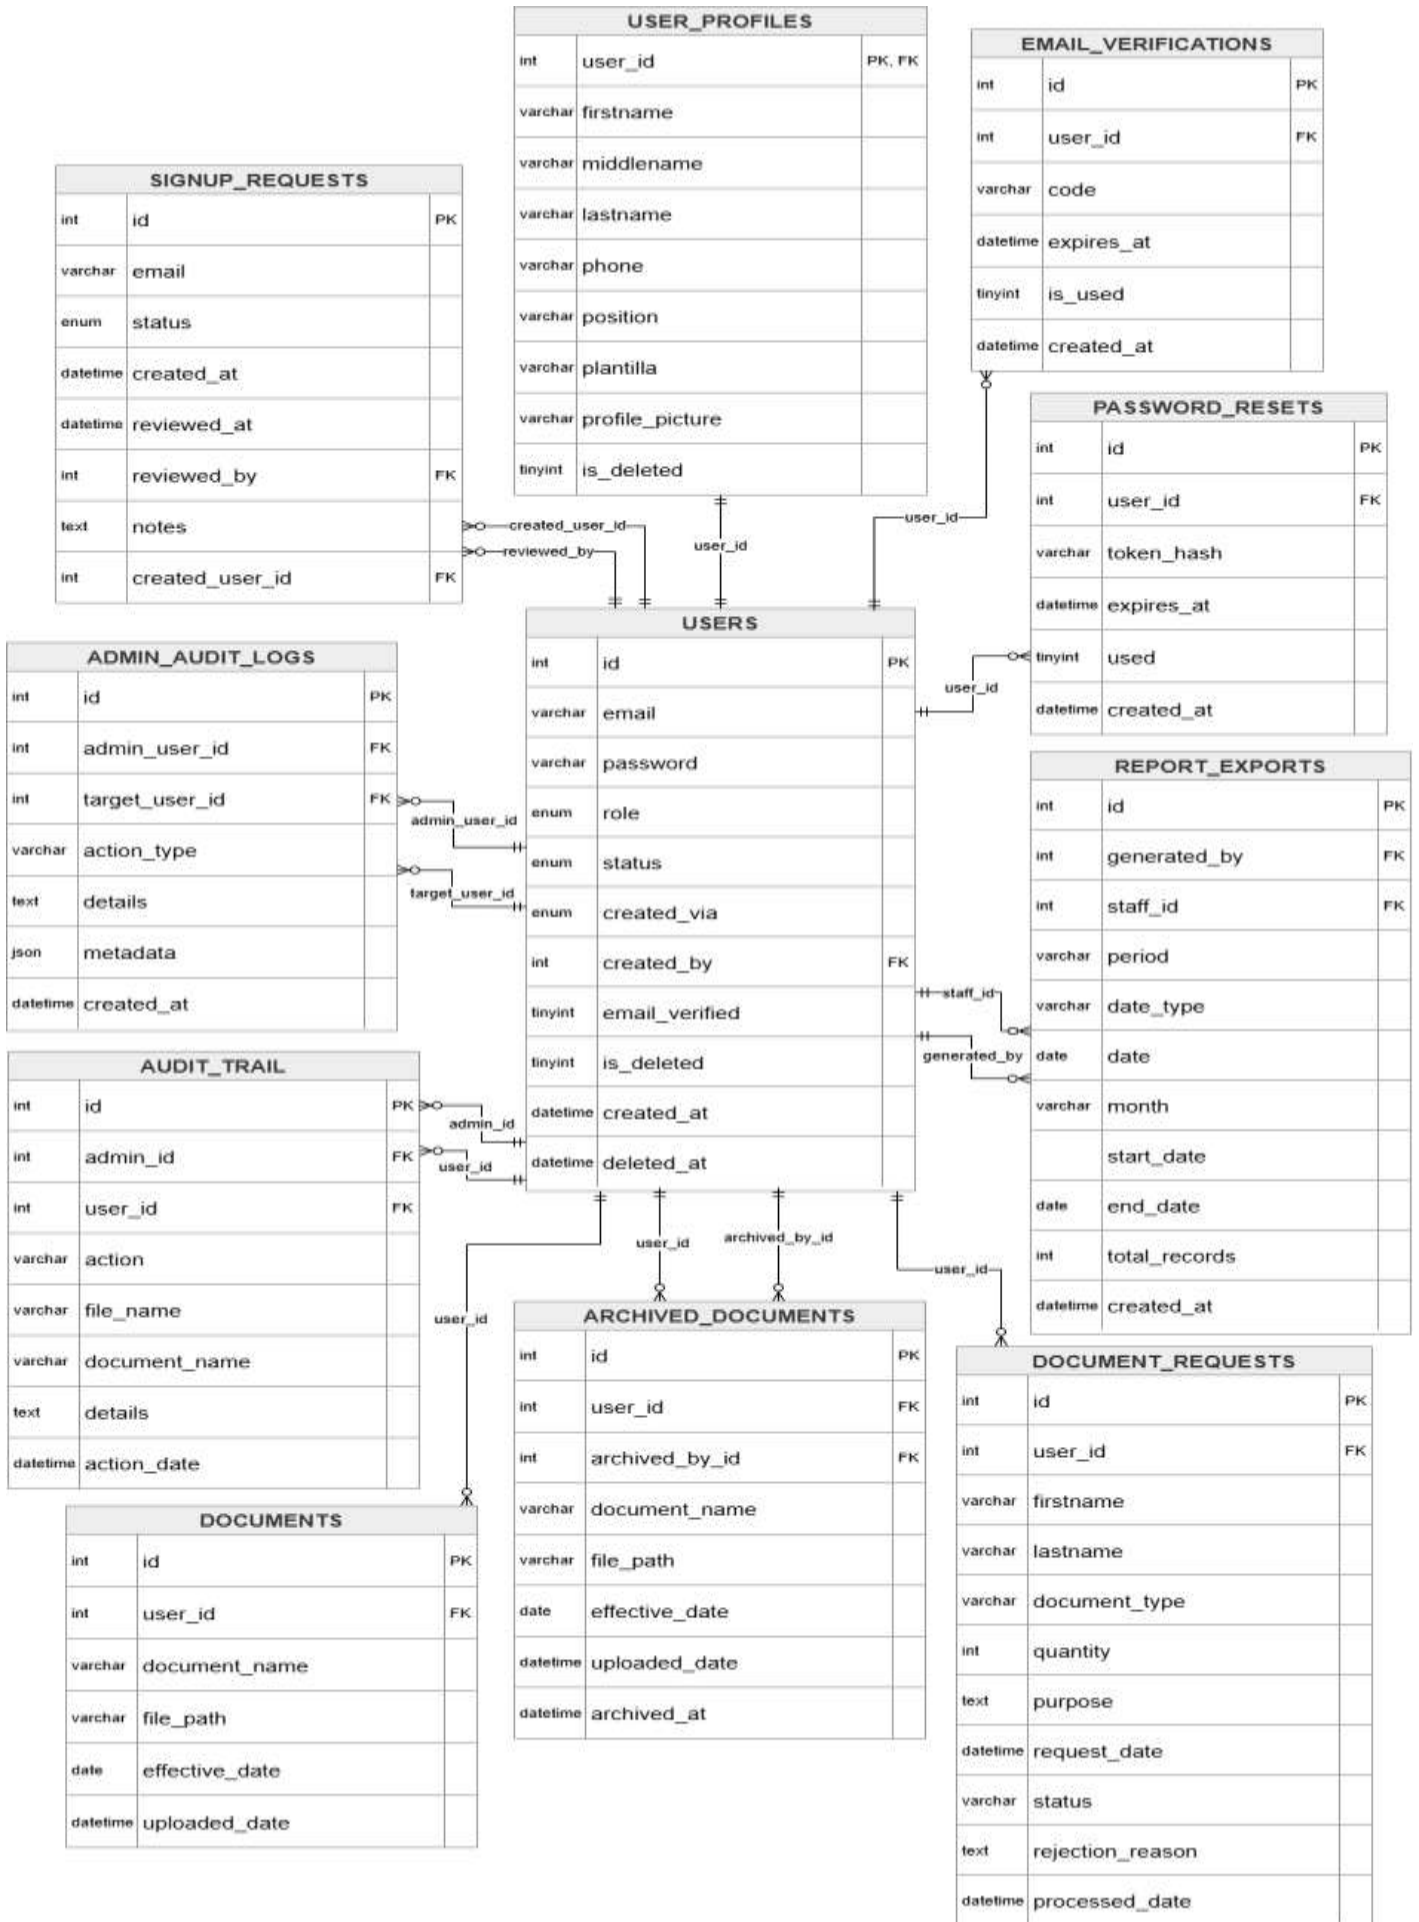 USER_PROFILES
int user_id PK, FK
varchar firstname
varchar middlename
varchar lastname
varchar phone
varchar position
varchar plantilla
varchar profile_picture
tinyint is_deleted
EMAIL_VERIFICATIONS
int id PK
int user_id FK
varchar code
datetime expires_at
tinyint is_used
datetime created_at
SIGNUP_REQUESTS
int id PK
varchar email
enum status
datetime created_at
datetime reviewed_at
int reviewed_by FK
text notes
int created_user_id FK
created_user_id
reviewed_by
user_id
user_id
PASSWORD_RESETS
int id PK
int user_id FK
varchar token_hash
datetime expires_at
tinyint used
datetime created_at
user_id
USERS
int id PK
varchar email
varchar password
enum role
enum status
enum created_via
int created_by FK
tinyint email_verified
tinyint is_deleted
datetime created_at
datetime deleted_at
ADMIN_AUDIT_LOGS
int id PK
int admin_user_id FK
int target_user_id FK
varchar action_type
text details
json metadata
datetime created_at
admin_user_id
target_user_id
REPORT_EXPORTS
int id PK
int generated_by FK
int staff_id FK
varchar period
varchar date_type
date date
varchar month
start_date
date end_date
int total_records
datetime created_at
staff_id
generated_by
AUDIT_TRAIL
int id PK
int admin_id FK
int user_id FK
varchar action
varchar file_name
varchar document_name
text details
datetime action_date
admin_id
user_id
user_id
user_id
archived_by_id
user_id
DOCUMENTS
int id PK
int user_id FK
varchar document_name
varchar file_path
date effective_date
datetime uploaded_date
ARCHIVED_DOCUMENTS
int id PK
int user_id FK
int archived_by_id FK
varchar document_name
varchar file_path
date effective_date
datetime uploaded_date
datetime archived_at
DOCUMENT_REQUESTS
int id PK
int user_id FK
varchar firstname
varchar lastname
varchar document_type
int quantity
text purpose
datetime request_date
varchar status
text rejection_reason
datetime processed_date